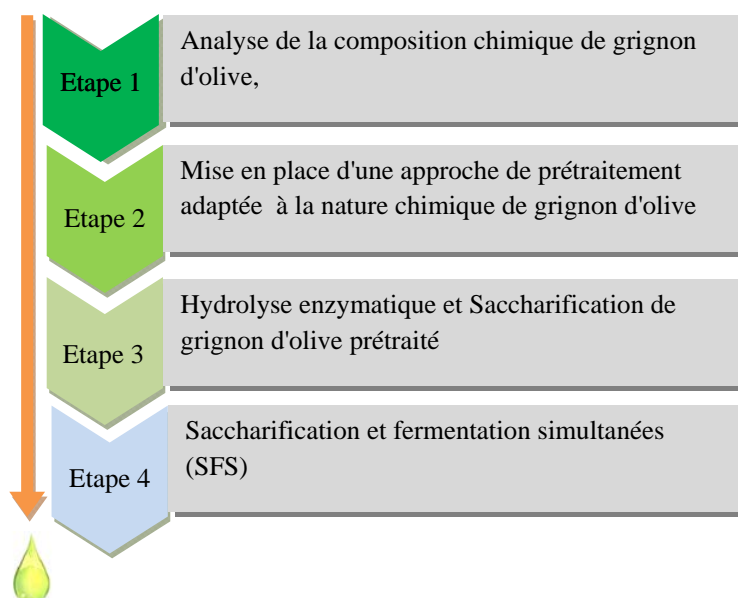 Etape 1
Analyse de la composition chimique de grignon
d'olive,
Etape 2
Mise en place d'une approche de prétraitement
adaptée à la nature chimique de grignon d'olive
Etape 3
Hydrolyse enzymatique et Saccharification de
grignon d'olive prétraité
Etape 4
Saccharification et fermentation simultanées
(SFS)